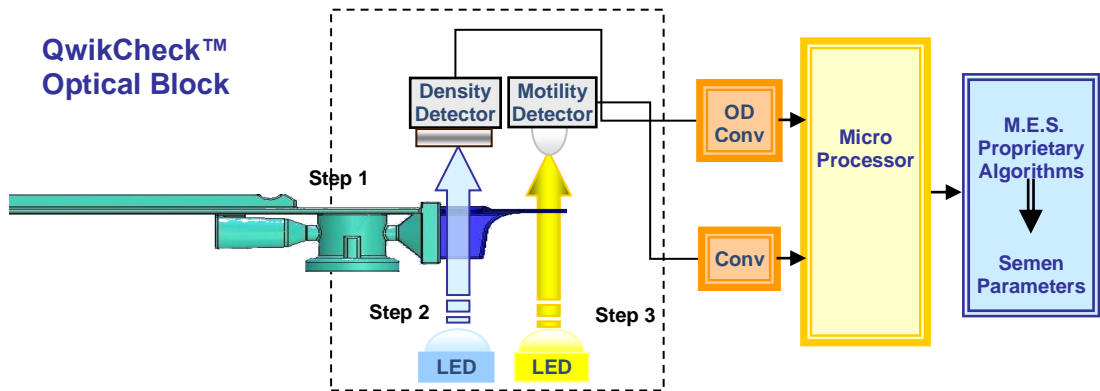 QwikCheck™
Optical Block
Density
Detector
Motility
Detector
Step 1
Step 2
Step 3
LED
LED
OD
Conv
Conv
Micro
Processor
M.E.S.
Proprietary
Algorithms
Semen
Parameters